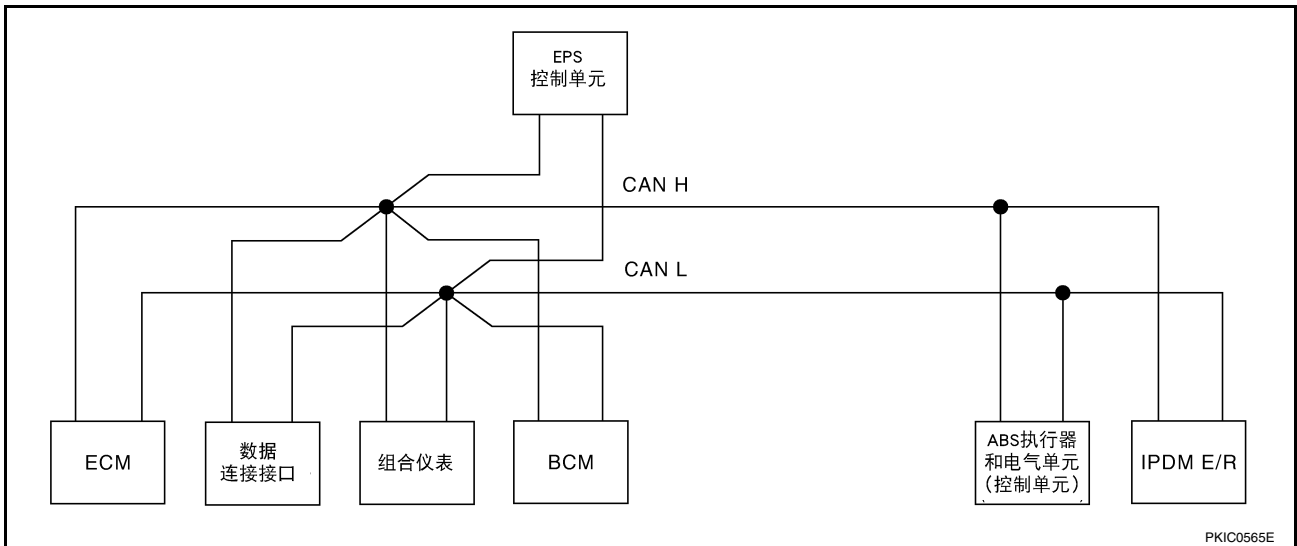 EPS
控制单元
CAN H
CAN L
ECM
数据
连接接口
组合仪表
BCM
ABS执行器
和电气单元
(控制单元)
IPDM E/R
PKIC0565E